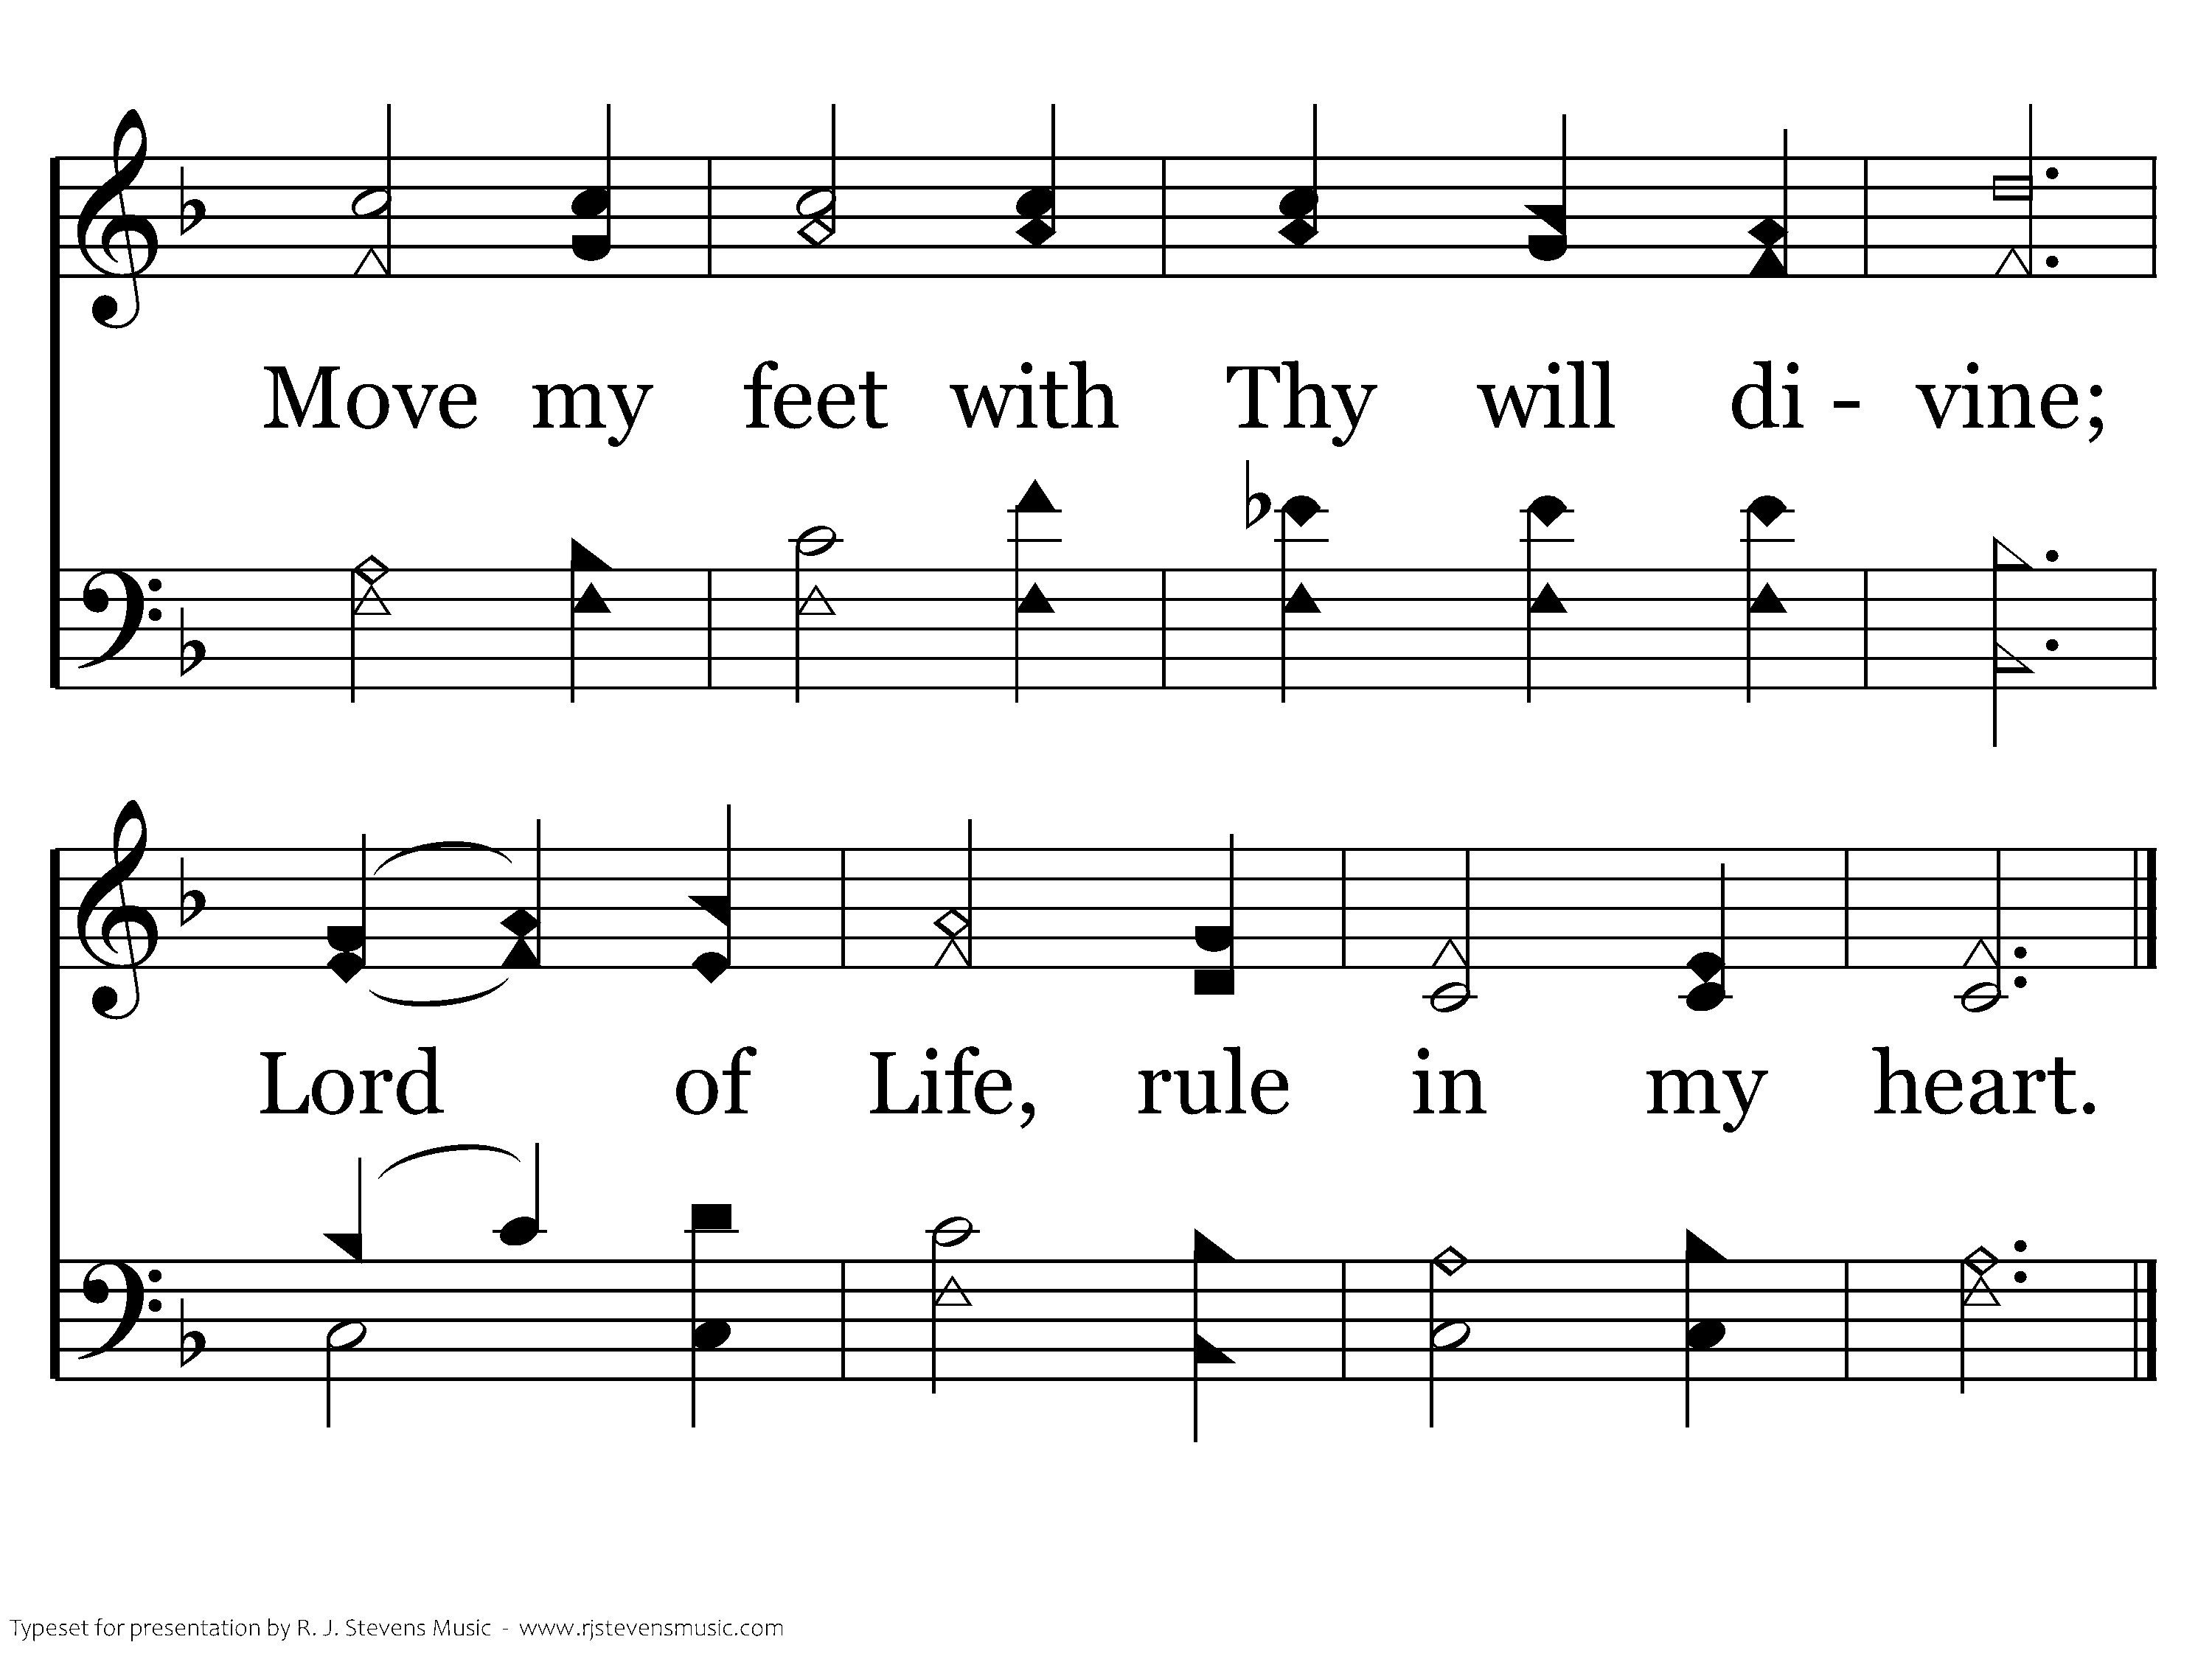 Move my feet with Thy will di - vine;
Lord of Life, rule in my heart.
Typeset for presentation by R. J. Stevens Music - www.rjstevensmusic.com